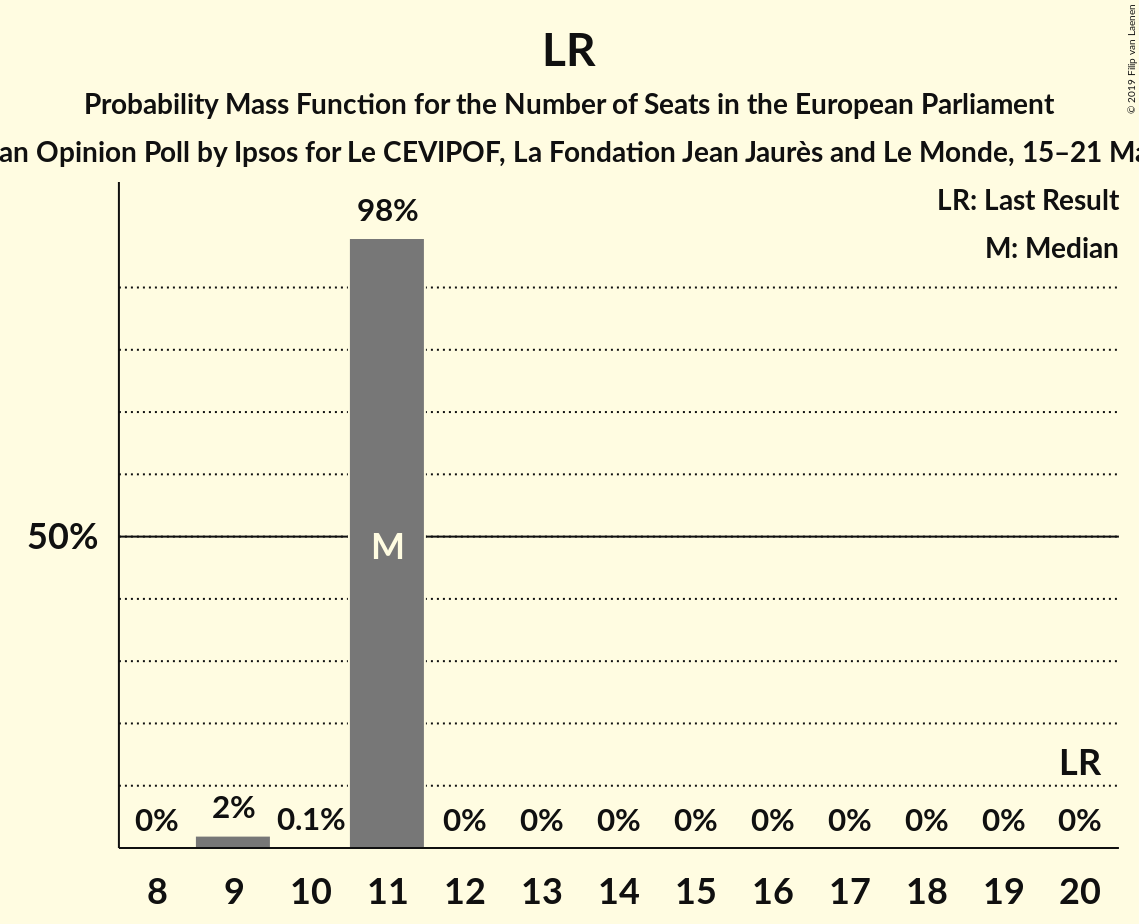 LR
Probability Mass Function for the Number of Seats in the European Parliament
an Opinion Poll by Ipsos for Le CEVIPOF, La Fondation Jean Jaurès and Le Monde, 15–21 Ma
© 2019 Filip van Laenen
LR: Last Result
M: Median
98%
50%
M
LR
0% 2% 0.1% 0% 0% 0% 0% 0% 0% 0% 0% 0%
8 9 10 11 12 13 14 15 16 17 18 19 20